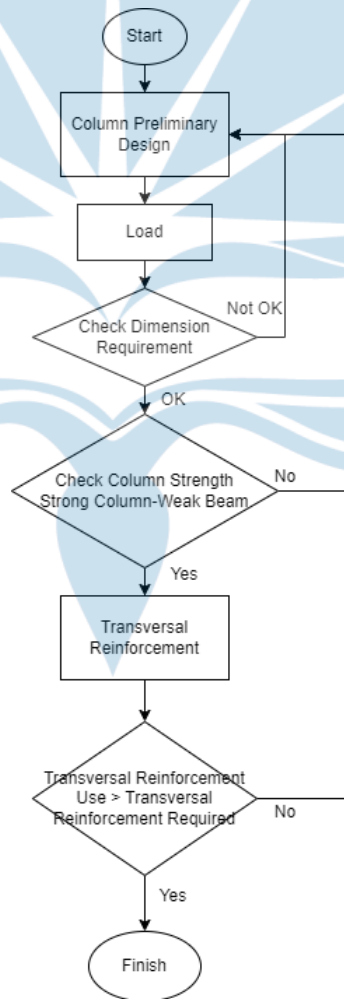 Start
Column Preliminary
Design
Load
Not OK
Check Dimension
Requirement
OK
Check Column Strength
Strong Column-Weak Beam
No
Yes
Transversal
Reinforcement
Transversal Reinforcement
Use > Transversal
Reinforcement Required
No
Yes
Finish